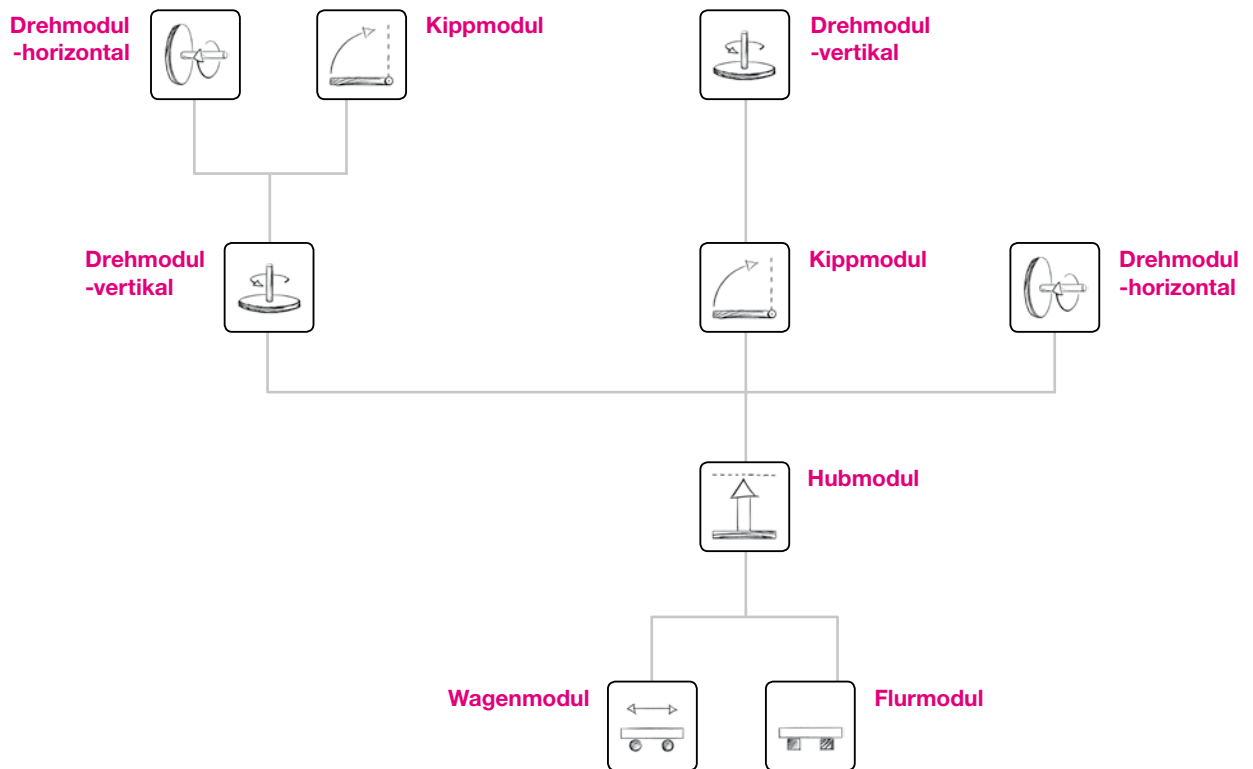 Drehmodul
-horizontal
Kippmodul
Drehmodul
-vertikal
Drehmodul
-vertikal
Kippmodul
Drehmodul
-horizontal
Hubmodul
Wagenmodul
Flurmodul